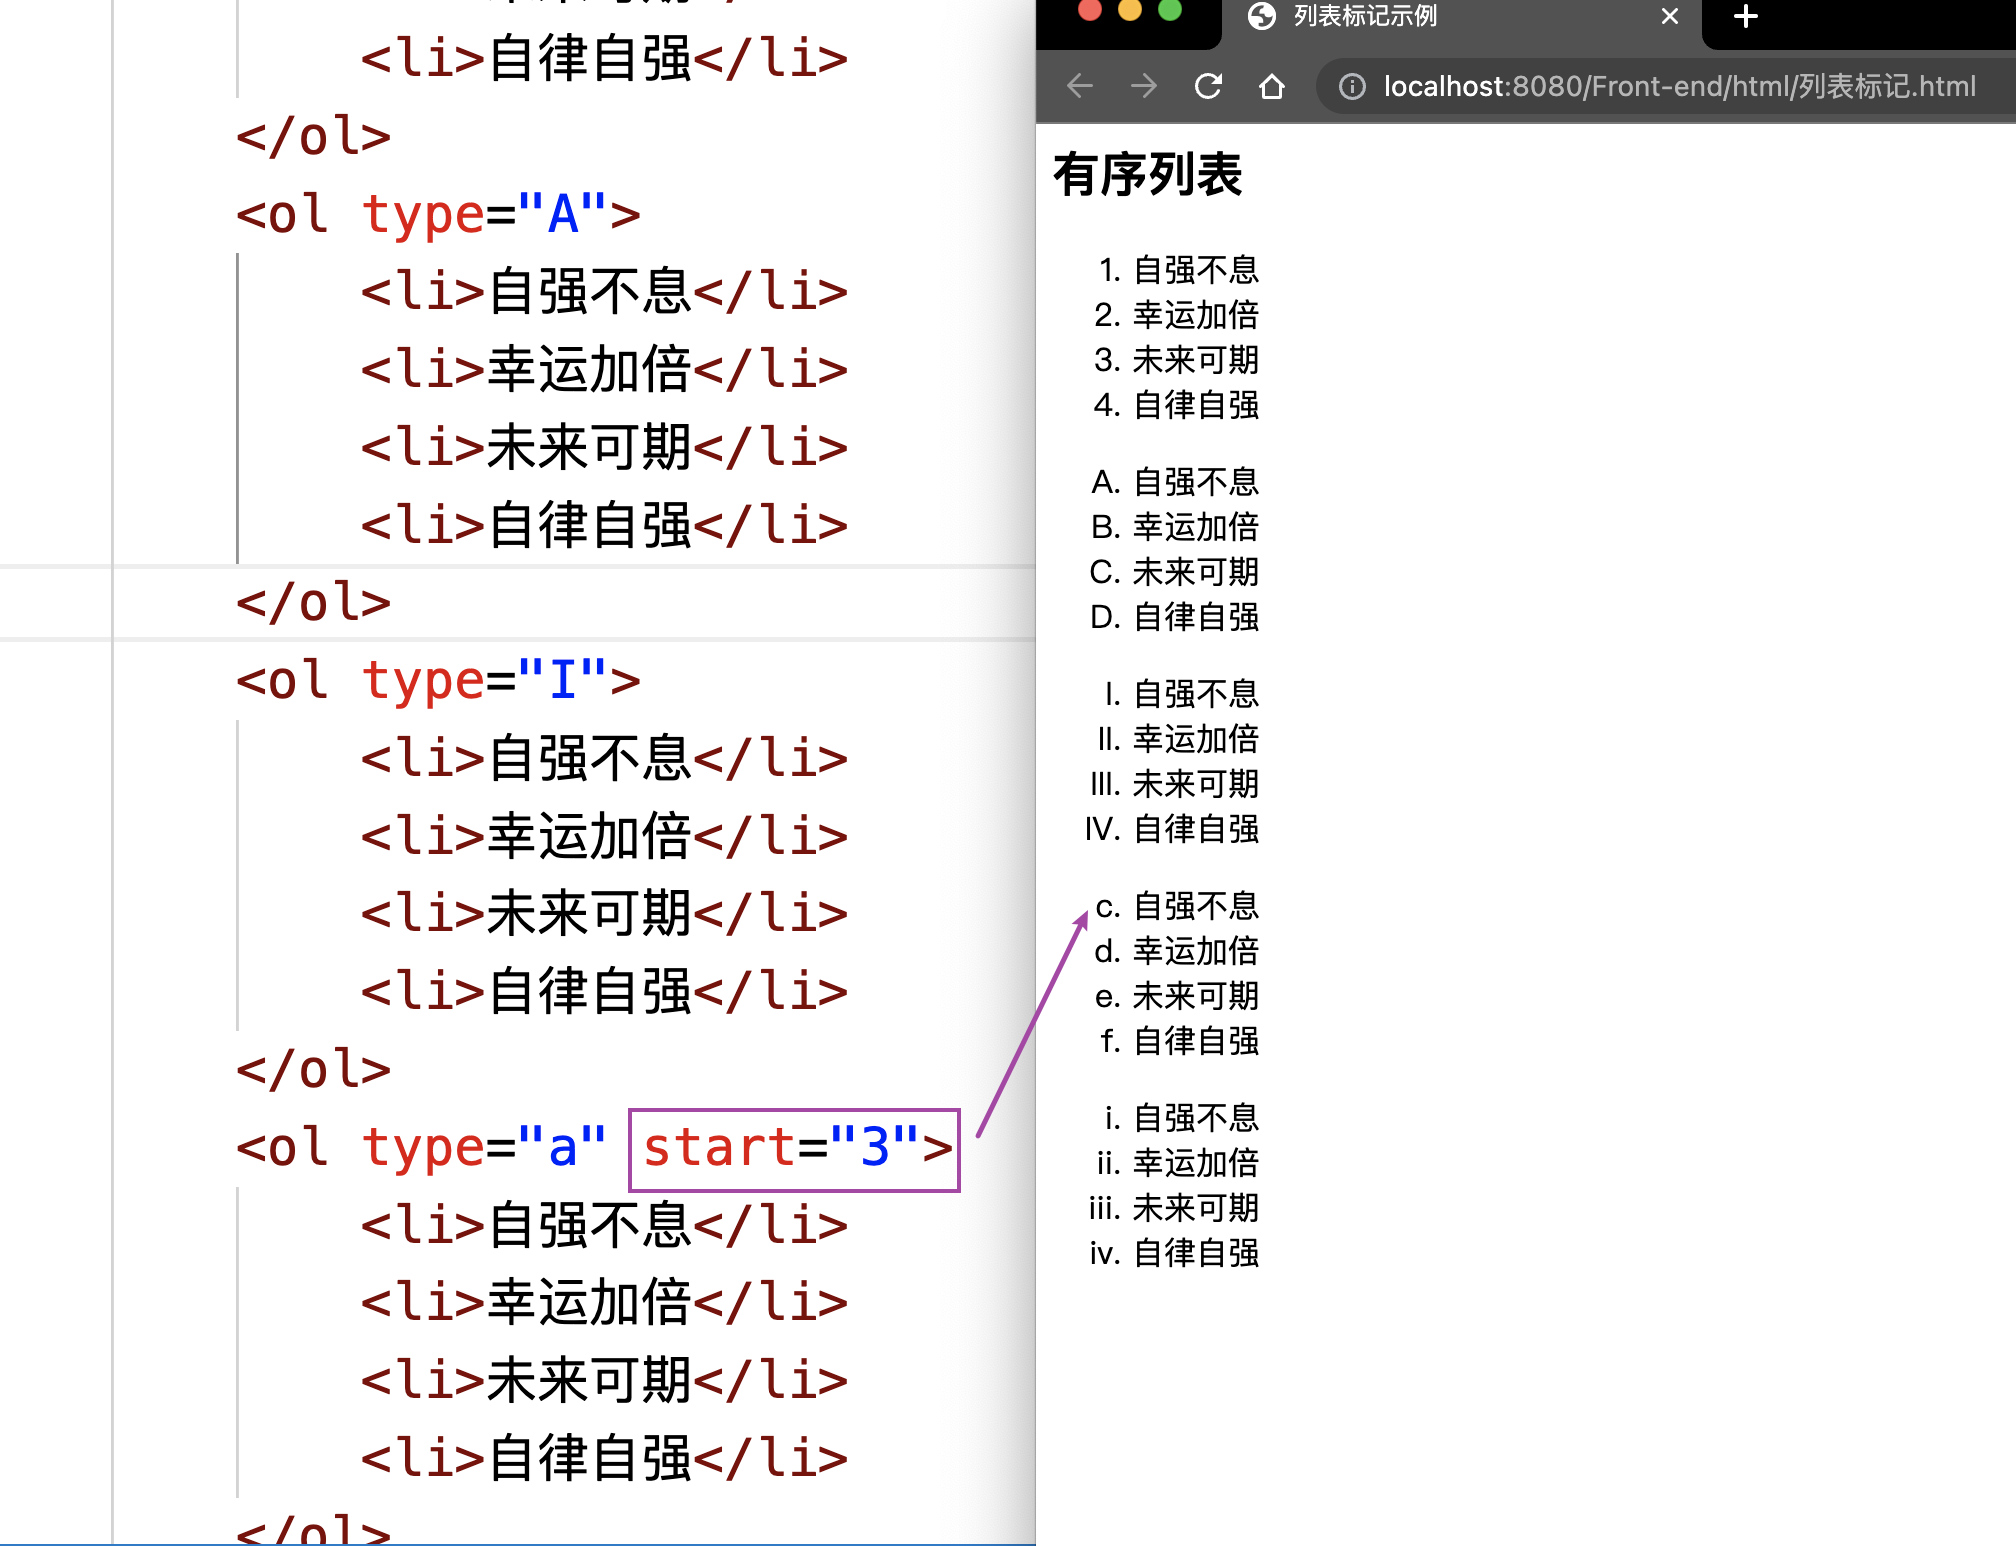 <li>自律自强</li>
</ol>
<ol type="A">
<li>自强不息</li>
<li>幸运加倍</li>
<li>未来可期</li>
<li>自律自强</li>
</ol>
<ol type="I">
<li>自强不息</li>
<li>幸运加倍</li>
<li>未来可期</li>
<li>自律自强</li>
</ol>
<ol type="a" start="3">
<li>自强不息</li>
<li>幸运加倍</li>
<li>未来可期</li>
<li>自律自强</li>
</ol>
列表标记示例
localhost:8080/Front-end/html/列表标记.html
有序列表
1. 自强不息
2. 幸运加倍
3. 未来可期
4. 自律自强
A. 自强不息
B. 幸运加倍
C. 未来可期
D. 自律自强
I. 自强不息
II. 幸运加倍
III. 未来可期
IV. 自律自强
c. 自强不息
d. 幸运加倍
e. 未来可期
f. 自律自强
i. 自强不息
ii. 幸运加倍
iii. 未来可期
iv. 自律自强